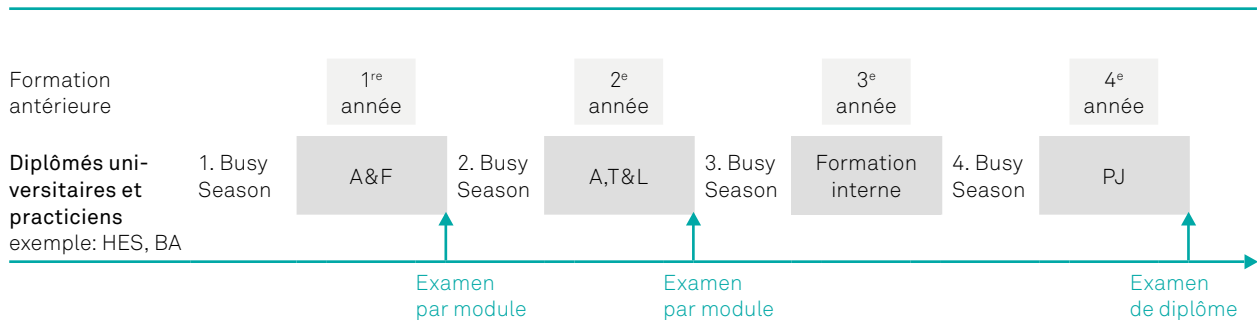 Formation
antérieure
1re
année
2e
année
3e
année
4e
année
Diplômés uni-
versitaires et
practiciens
exemple: HES, BA
1. Busy
Season
A&F
2. Busy
Season
A,T&L
3. Busy
Season
Formation
interne
4. Busy
Season
PJ
Examen
par module
Examen
par module
Examen
de diplôme